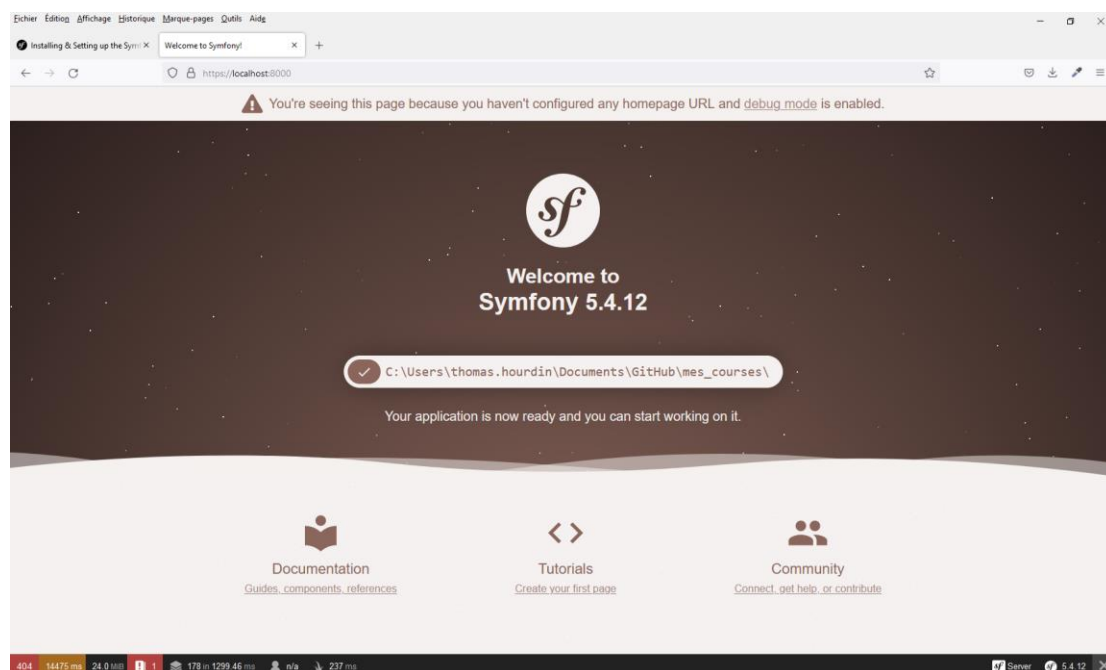 Fichier Édition Affichage Historique Marque-pages Outils Aide
Installing & Setting up the Sym
Welcome to Symfony!
https://localhost:8000
You're seeing this page because you haven't configured any homepage URL and debug mode is enabled.
sf
Welcome to
Symfony 5.4.12
C:\Users\thomas.hourdin\Documents\GitHub\mes_courses\
Your application is now ready and you can start working on it.
Documentation
Guides, components, references
Tutorials
Create your first page
Community
Connect, get help, or contribute
404 14475 ms 24.0 MiB 1 178 in 1299.46 ms n/a 237 ms sf Server sf 5.4.12